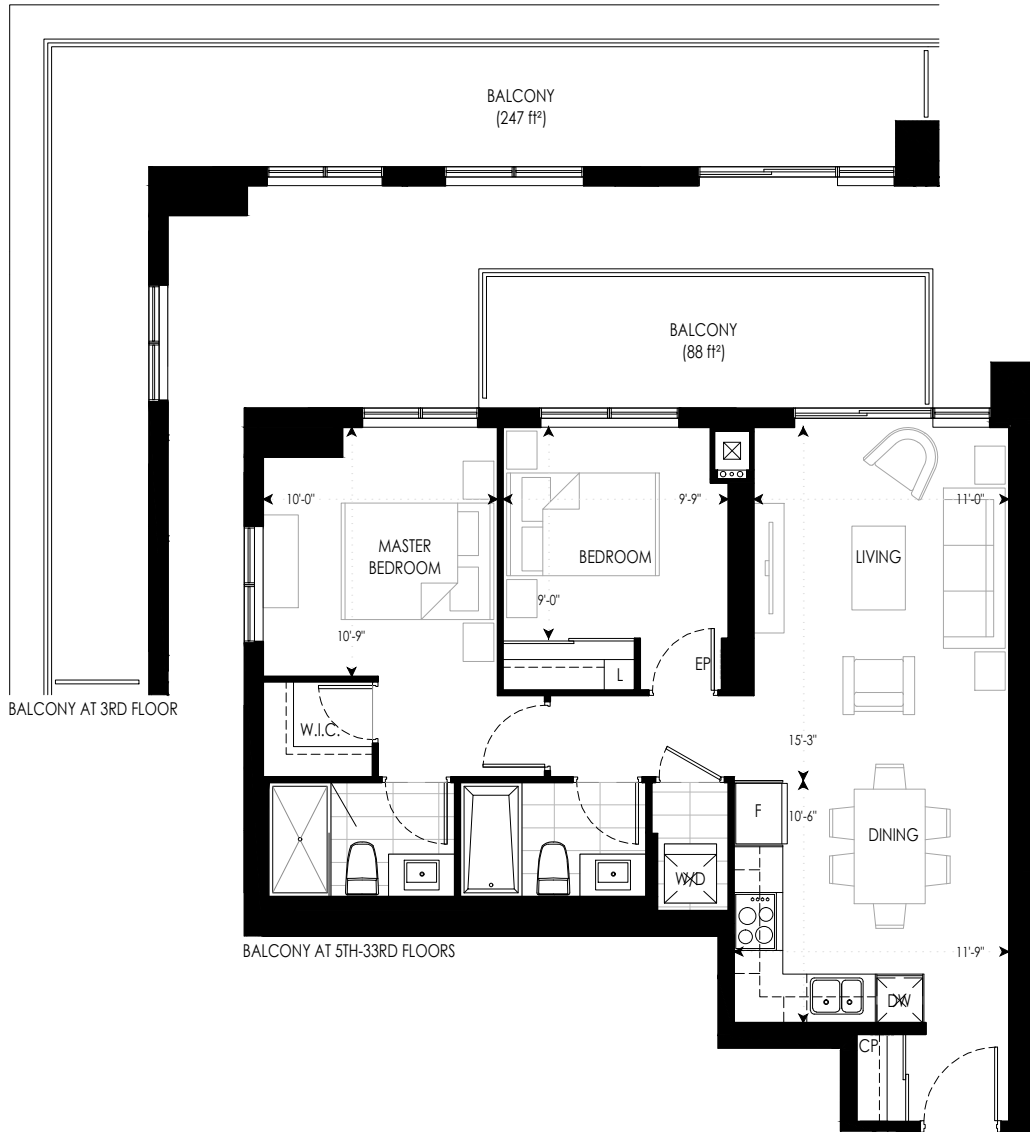 BALCONY
(247 ft²)
BALCONY
(88 ft²)
10'-0"
9'-9"
11'-0"
MASTER
BEDROOM
BEDROOM
LIVING
9'-0"
10'-9"
EP
L
BALCONY AT 3RD FLOOR
W.I.C.
15'-3"
10'-6"
F
DINING
W/D
BALCONY AT 5TH-33RD FLOORS
11'-9"
DW
CP